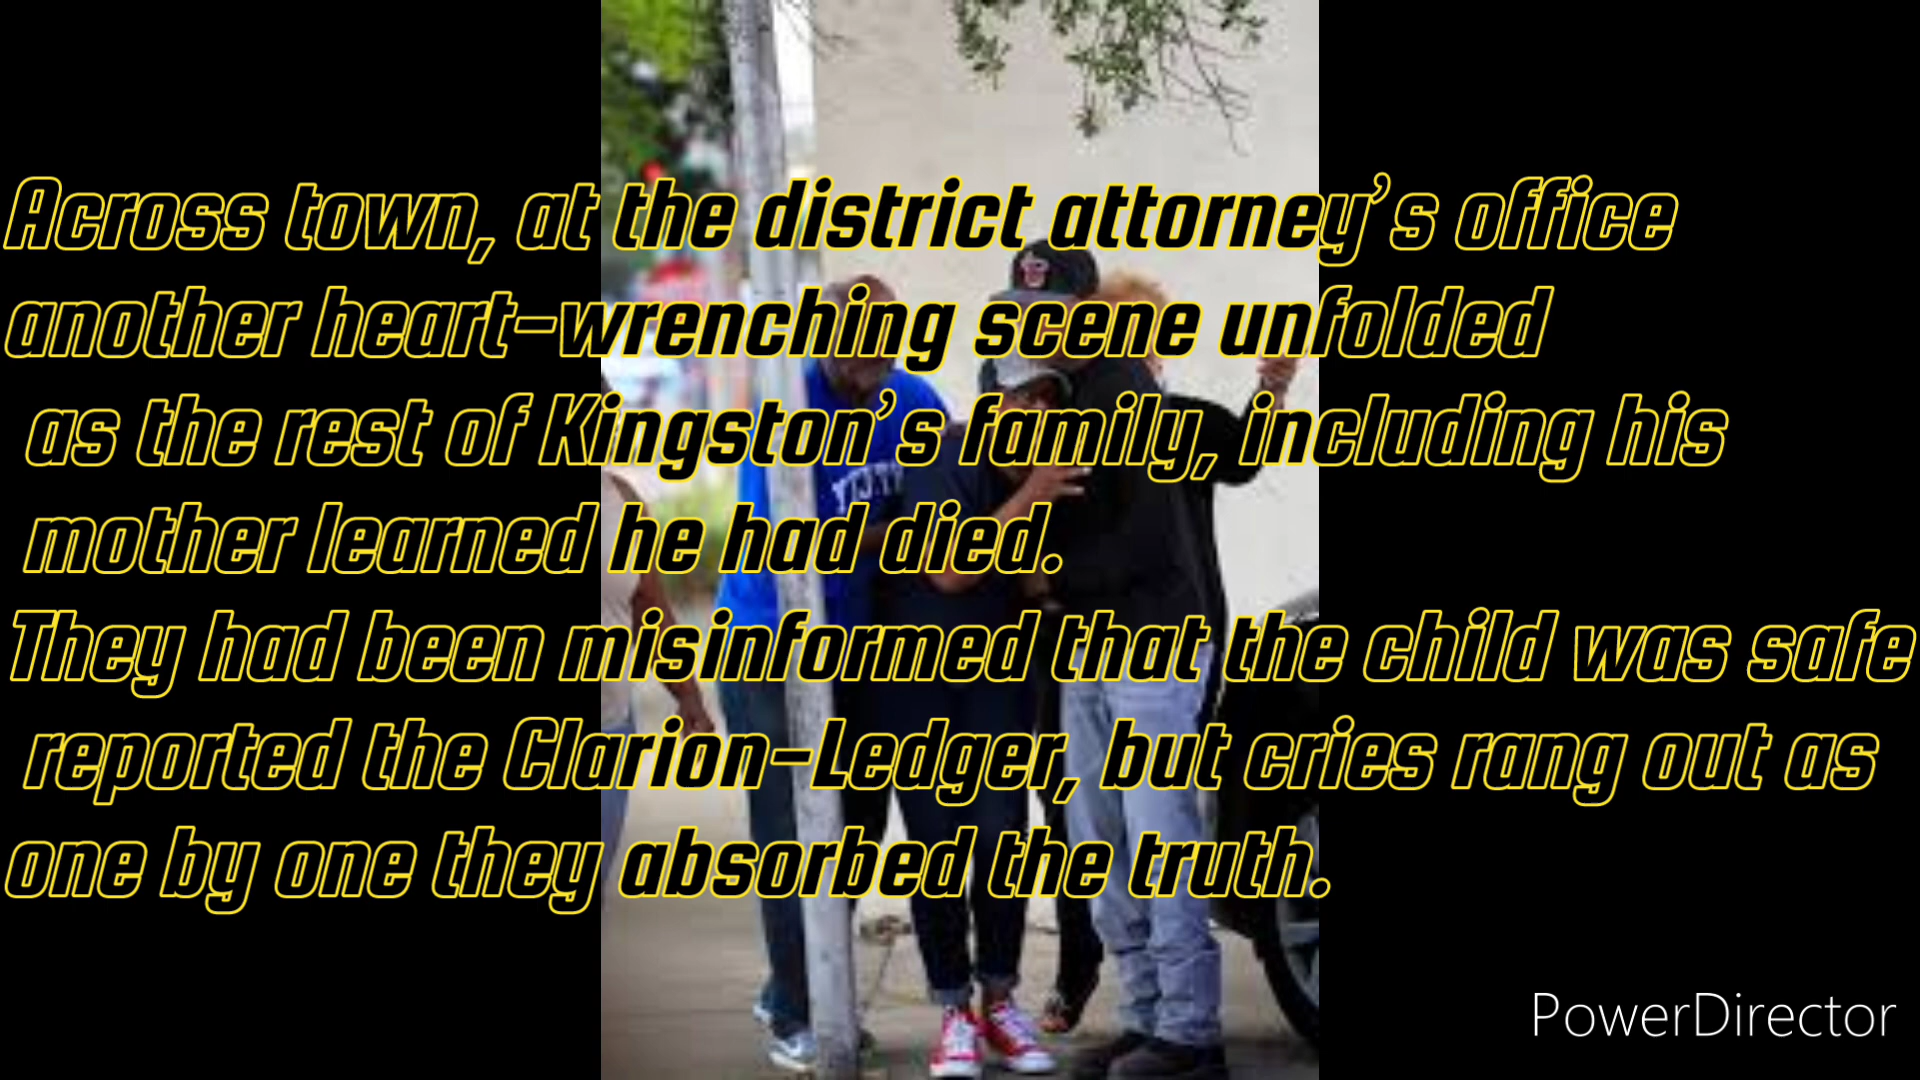 Across town, at the district attorney's office
another heart-wrenching scene unfolded
as the rest of Kingston's family, including his
mother learned he had died.
They had been misinformed that the child was safe
reported the Clarion-Ledger, but cries rang out as
one by one they absorbed the truth.
PowerDirector